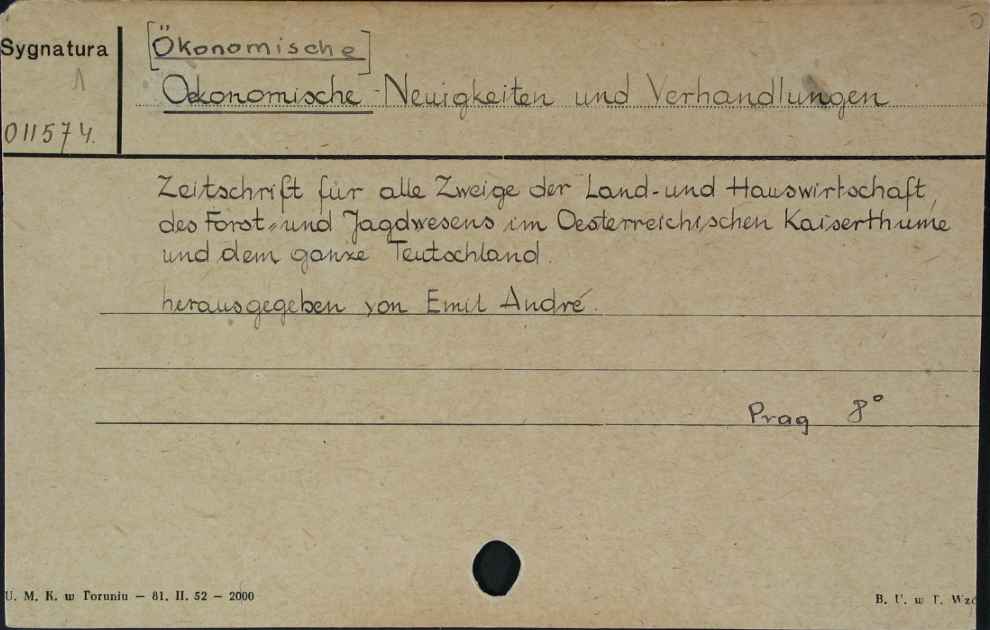 Sygnatura
1
011574.
[Ökonomische]
Oekonomische Neuigkeiten und Verhandlungen
Zeitschrift für alle Zweige der Land- und Hauswirtschaft,
des Forst- und Jagdwesens im Oesterreichischen Kaiserthume
und dem ganze Teutschland.
herausgegeben von Emil André.
Prag 8°
U. M. K. w Toruniu — 81. II. 52 — 2000
B. U. w T.